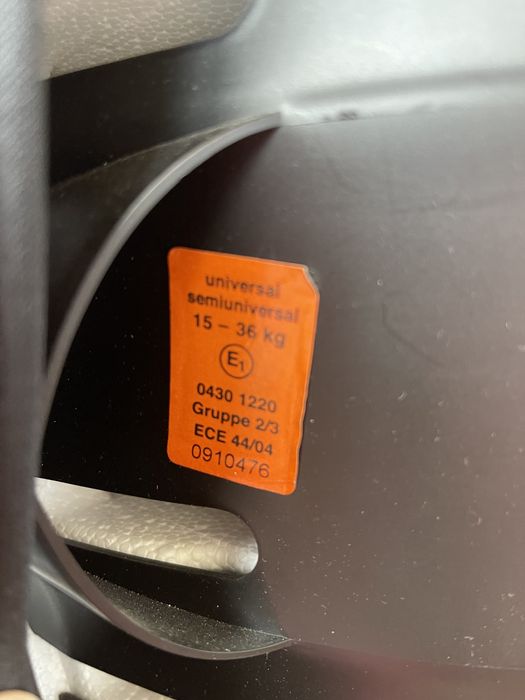 universal
semiuniversal
15 – 36 kg
E1
0430 1220
Gruppe 2/3
ECE 44/04
0910476